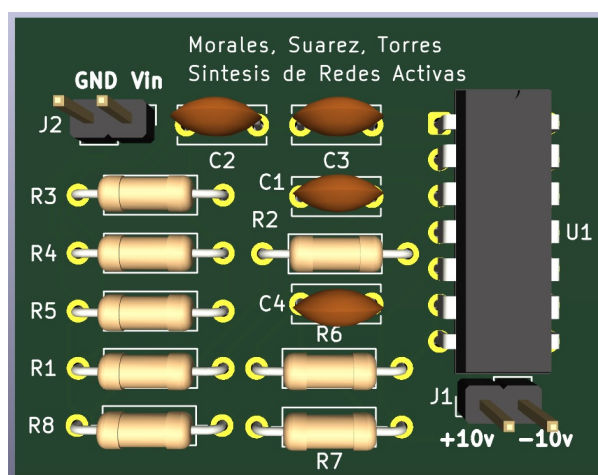 Morales, Suarez, Torres
Sintesis de Redes Activas
GND Vin
J2
C2
C3
R3
C1
R2
R4
U1
R5
C4
R6
R1
J1
R8
+10v -10v
R7